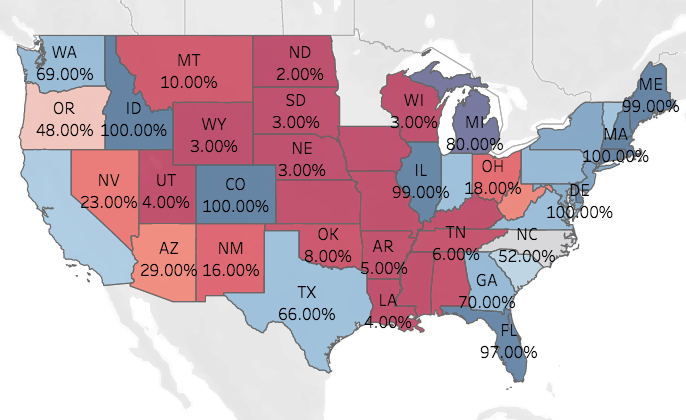 WA
69.00%
OR
48.00%
ID
100.00%
MT
10.00%
ND
2.00%
SD
3.00%
WY
3.00%
NE
3.00%
NV
23.00%
UT
4.00%
CO
100.00%
AZ
29.00%
NM
16.00%
TX
66.00%
OK
8.00%
AR
5.00%
LA
4.00%
WI
3.00%
IL
99.00%
MI
80.00%
OH
18.00%
TN
6.00%
NC
52.00%
GA
70.00%
FL
97.00%
DE
100.00%
MA
100.00%
ME
99.00%